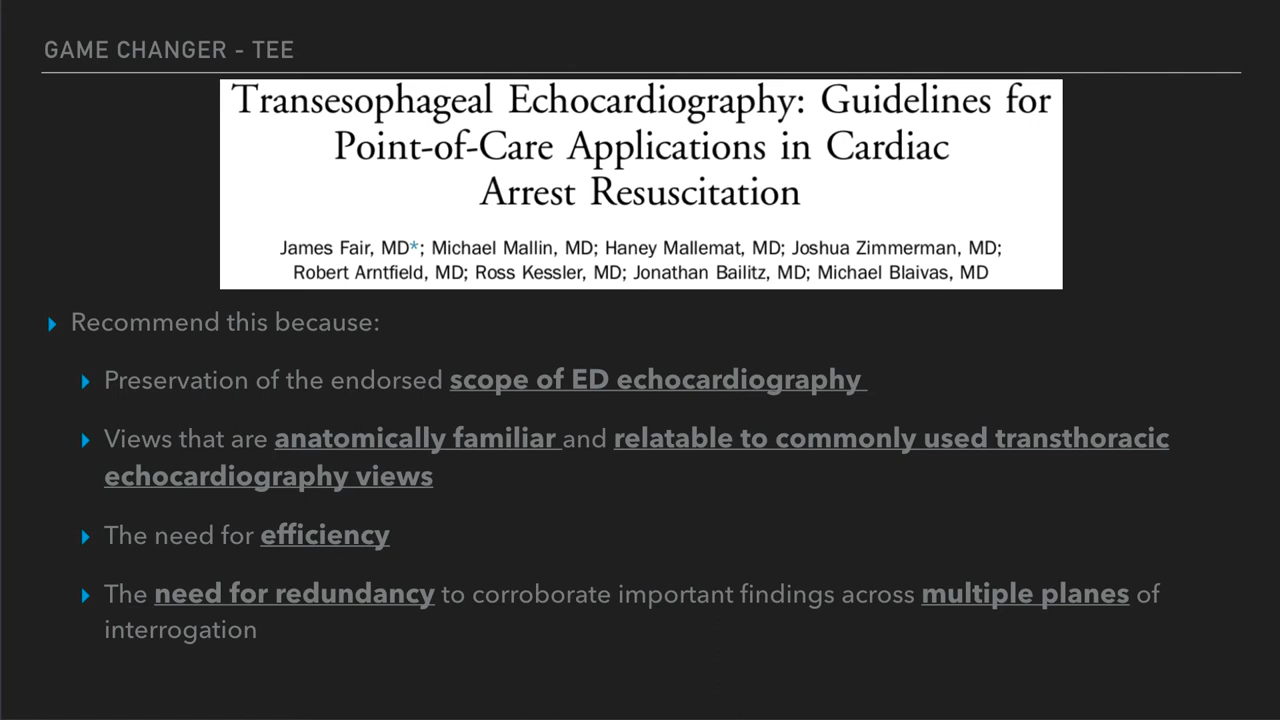 GAME CHANGER - TEE
Transesophageal Echocardiography: Guidelines for
Point-of-Care Applications in Cardiac
Arrest Resuscitation
James Fair, MD*; Michael Mallin, MD; Haney Mallemat, MD; Joshua Zimmerman, MD;
Robert Arntfield, MD; Ross Kessler, MD; Jonathan Bailitz, MD; Michael Blaivas, MD
Recommend this because:
Preservation of the endorsed scope of ED echocardiography
Views that are anatomically familiar and relatable to commonly used transthoracic
echocardiography views
The need for efficiency
The need for redundancy to corroborate important findings across multiple planes of
interrogation